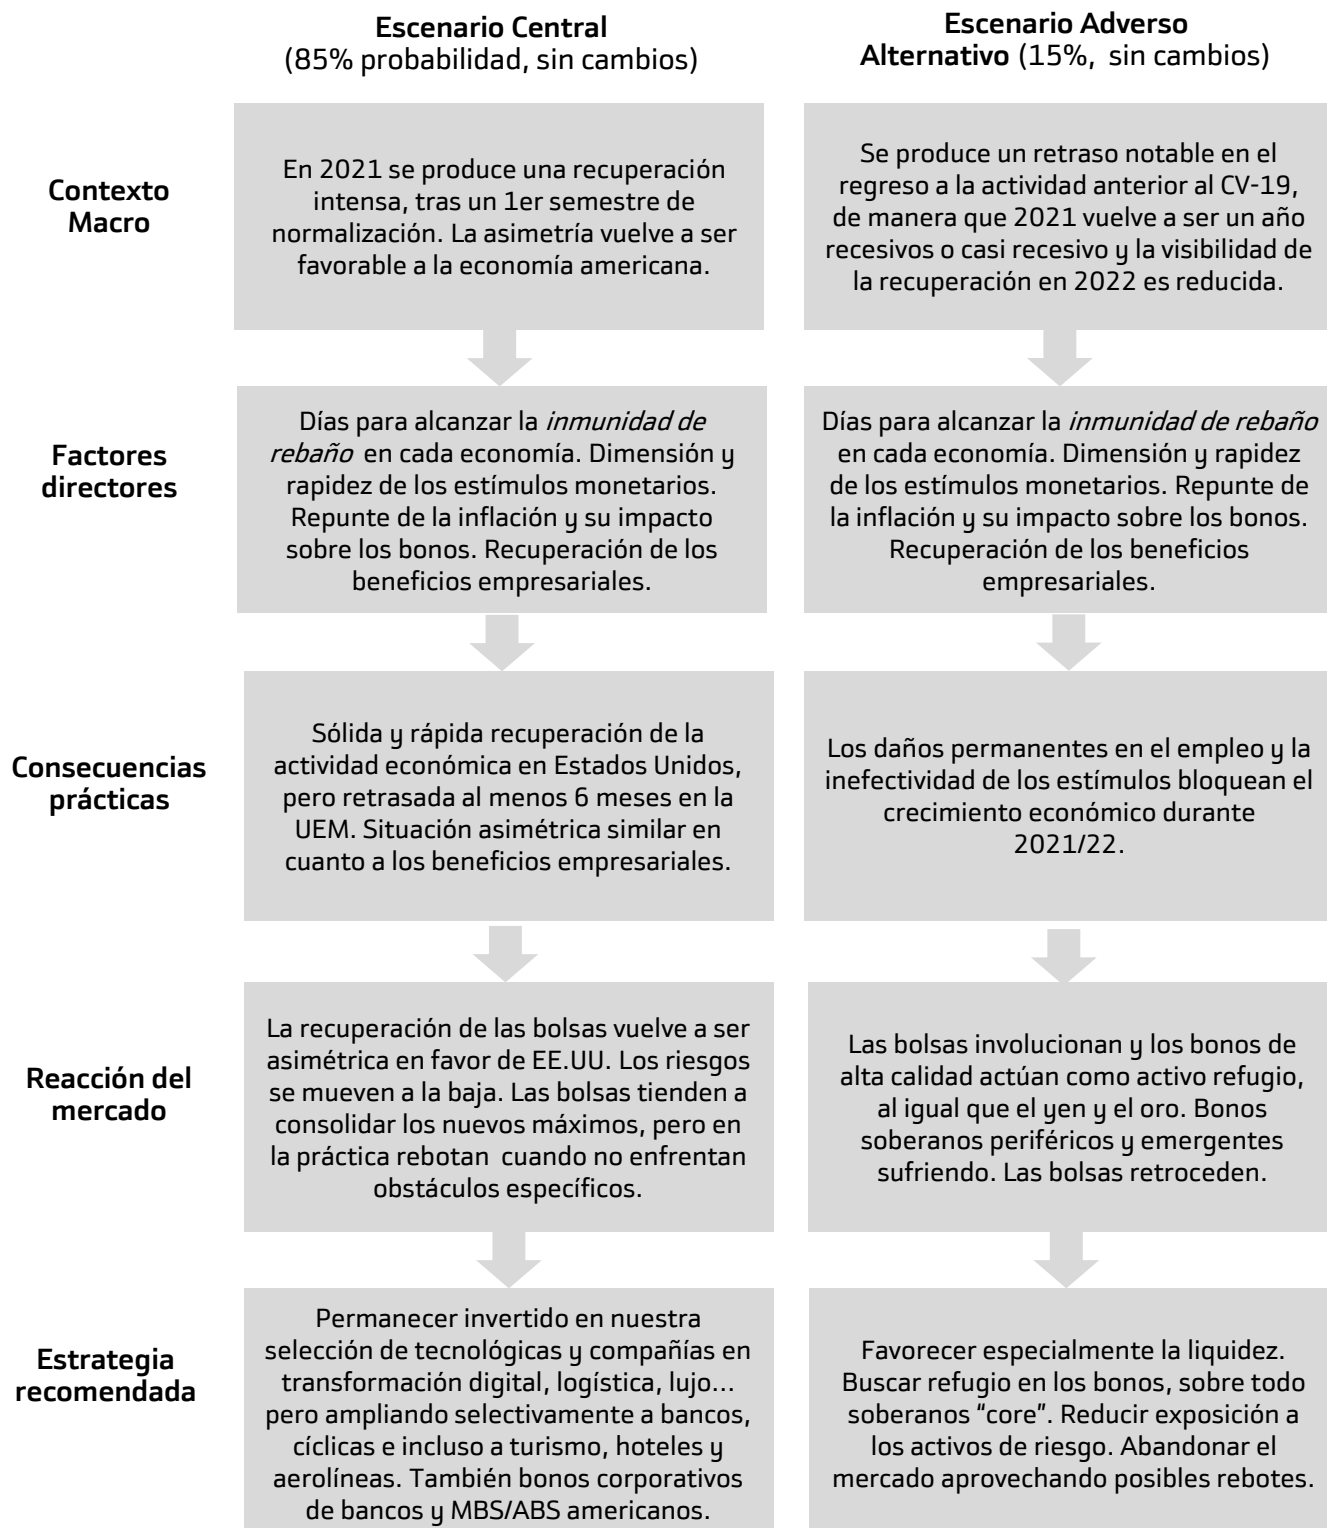 Escenario Central
(85% probabilidad, sin cambios)
Escenario Adverso
Alternativo (15%, sin cambios)
Contexto
Macro
En 2021 se produce una recuperación
intensa, tras un 1er semestre de
normalización. La asimetría vuelve a ser
favorable a la economía americana.
Se produce un retraso notable en el
regreso a la actividad anterior al CV-19,
de manera que 2021 vuelve a ser un año
recesivos o casi recesivo y la visibilidad de
la recuperación en 2022 es reducida.
Factores
directores
Días para alcanzar la inmunidad de
rebaño en cada economía. Dimensión y
rapidez de los estímulos monetarios.
Repunte de la inflación y su impacto
sobre los bonos. Recuperación de los
beneficios empresariales.
Días para alcanzar la inmunidad de rebaño
en cada economía. Dimensión y rapidez
de los estímulos monetarios. Repunte de
la inflación y su impacto sobre los bonos.
Recuperación de los beneficios
empresariales.
Consecuencias
prácticas
Sólida y rápida recuperación de la
actividad económica en Estados Unidos,
pero retrasada al menos 6 meses en la
UEM. Situación asimétrica similar en
cuanto a los beneficios empresariales.
Los daños permanentes en el empleo y la
inefectividad de los estímulos bloquean el
crecimiento económico durante
2021/22.
Reacción del
mercado
La recuperación de las bolsas vuelve a ser
asimétrica en favor de EE.UU. Los riesgos
se mueven a la baja. Las bolsas tienden a
consolidar los nuevos máximos, pero en
la práctica rebotan cuando no enfrentan
obstáculos específicos.
Las bolsas involucionan y los bonos de
alta calidad actúan como activo refugio,
al igual que el yen y el oro. Bonos
soberanos periféricos y emergentes
sufriendo. Las bolsas retroceden.
Estrategia
recomendada
Permanecer invertido en nuestra
selección de tecnológicas y compañías en
transformación digital, logística, lujo...
pero ampliando selectivamente a bancos,
cíclicas e incluso a turismo, hoteles y
aerolíneas. También bonos corporativos
de bancos y MBS/ABS americanos.
Favorecer especialmente la liquidez.
Buscar refugio en los bonos, sobre todo
soberanos “core”. Reducir exposición a
los activos de riesgo. Abandonar el
mercado aprovechando posibles rebotes.